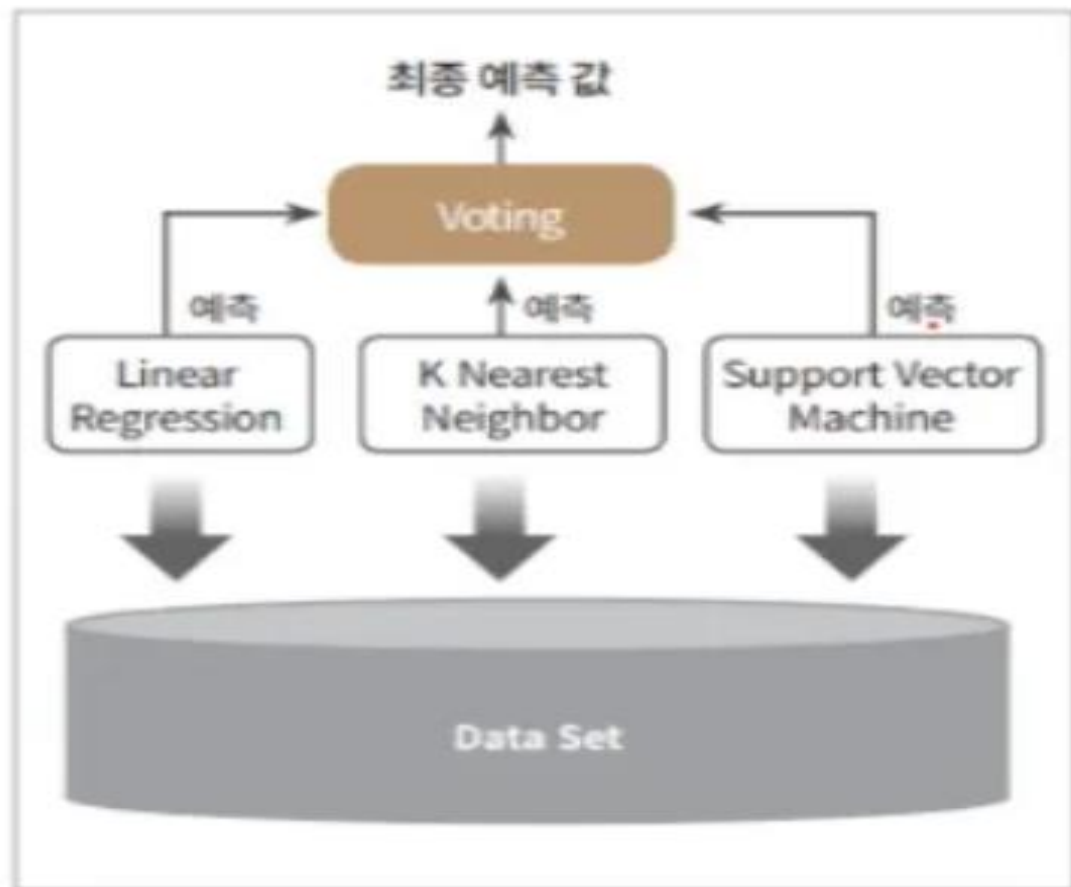 최종 예측 값
Voting
예측
예측
예측
Linear
Regression
K Nearest
Neighbor
Support Vector
Machine
Data Set